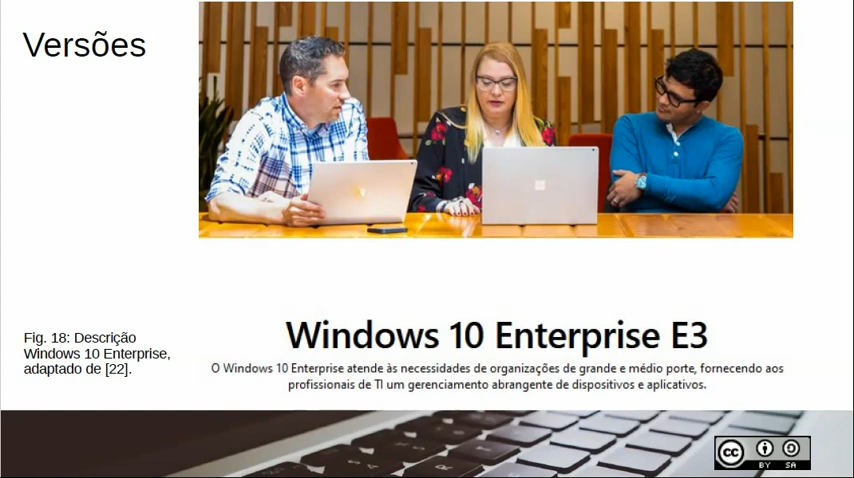 Versões
Fig. 18: Descrição
Windows 10 Enterprise,
adaptado de [22].
Windows 10 Enterprise E3
O Windows 10 Enterprise atende às necessidades de organizações de grande e médio porte, fornecendo aos
profissionais de TI um gerenciamento abrangente de dispositivos e aplicativos.
cc
BY SA